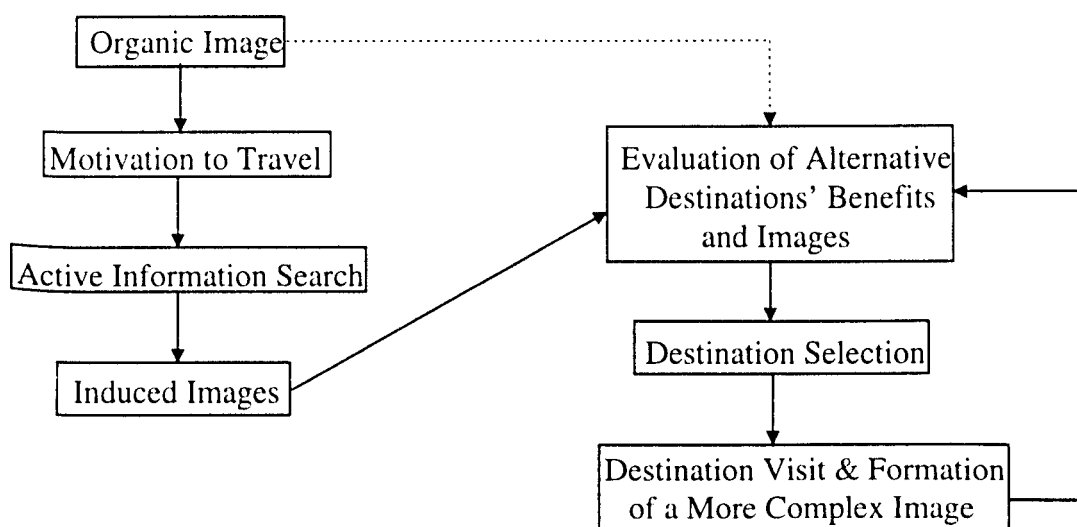 Organic Image
Motivation to Travel
Active Information Search
Induced Images
Evaluation of Alternative
Destinations' Benefits
and Images
Destination Selection
Destination Visit & Formation
of a More Complex Image